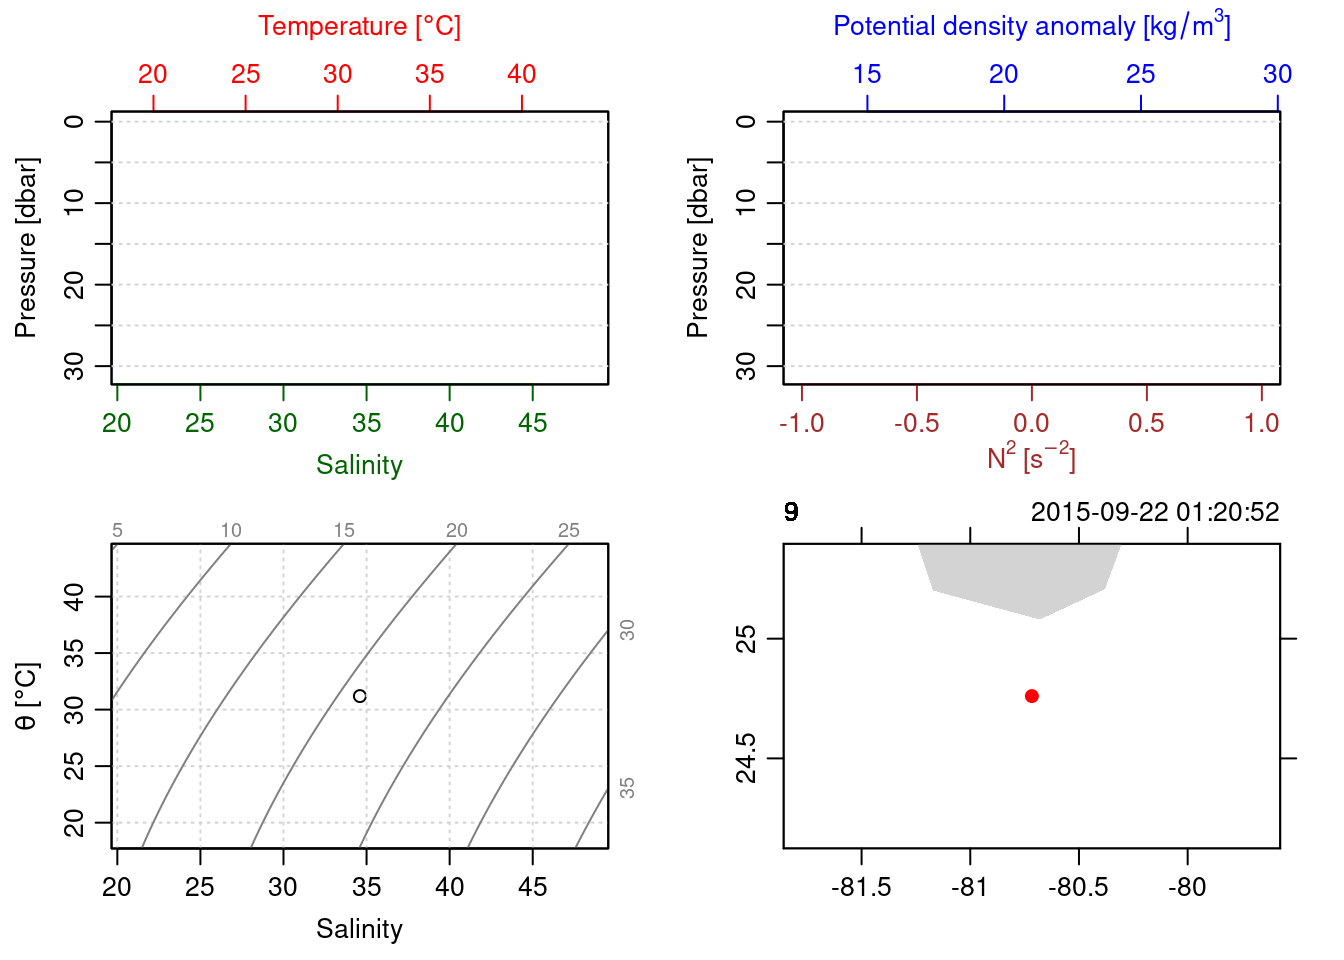 Temperature [°C]
20 25 30 35 40
0
10
20
30
Pressure [dbar]
20 25 30 35 40 45
Salinity
Potential density anomaly [kg/m³]
15 20 25 30
0
10
20
30
Pressure [dbar]
-1.0 -0.5 0.0 0.5 1.0
N² [s⁻²]
5 10 15 20 25
30
35
40
35
30
25
20
θ [°C]
20 25 30 35 40 45
Salinity
9 2015-09-22 01:20:52
25
24.5
-81.5 -81 -80.5 -80